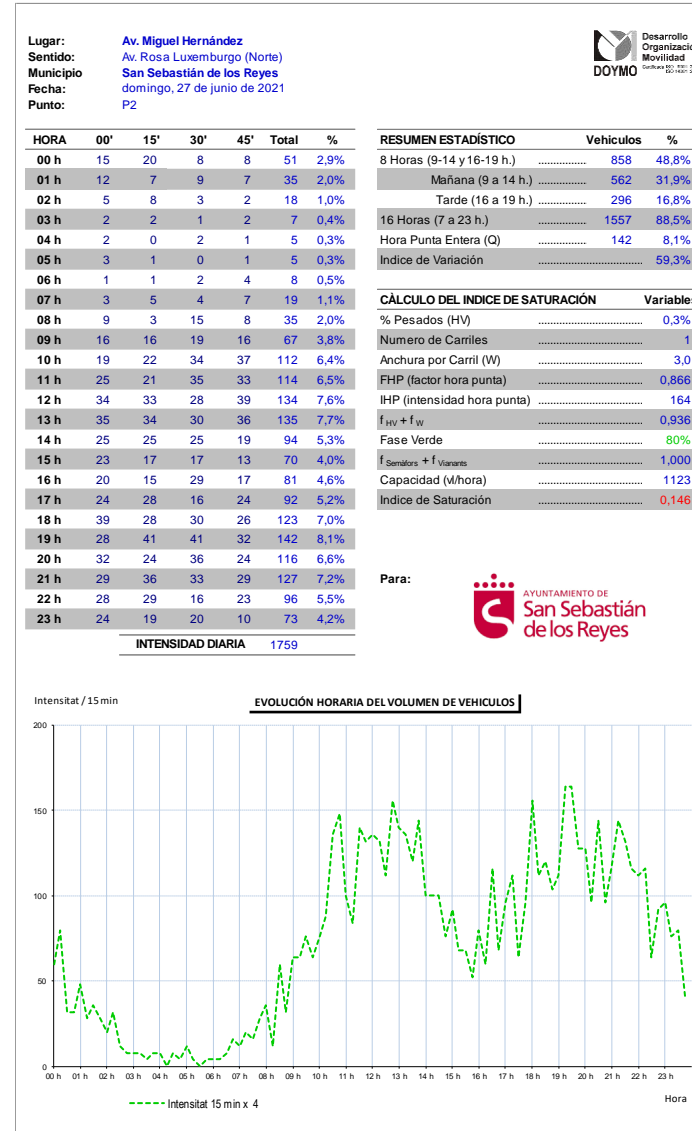 Lugar: Av. Miguel Hernández
Sentido: Av. Rosa Luxemburgo (Norte)
Municipio San Sebastián de los Reyes
Fecha: domingo, 27 de junio de 2021
Punto: P2
DOYMO
Desarrollo
Organizació
Movilidad
HORA 00' 15' 30' 45' Total %
00 h 15 20 8 8 51 2,9%
01 h 12 7 9 7 35 2,0%
02 h 5 8 3 2 18 1,0%
03 h 2 2 1 2 7 0,4%
04 h 2 0 2 1 5 0,3%
05 h 3 1 0 1 5 0,3%
06 h 1 1 2 4 8 0,5%
07 h 3 5 4 7 19 1,1%
08 h 9 3 15 8 35 2,0%
09 h 16 16 19 16 67 3,8%
10 h 19 22 34 37 112 6,4%
11 h 25 21 35 33 114 6,5%
12 h 34 33 28 39 134 7,6%
13 h 35 34 30 36 135 7,7%
14 h 25 25 25 19 94 5,3%
15 h 23 17 17 13 70 4,0%
16 h 20 15 29 17 81 4,6%
17 h 24 28 16 24 92 5,2%
18 h 39 28 30 26 123 7,0%
19 h 28 41 41 32 142 8,1%
20 h 32 24 36 24 116 6,6%
21 h 29 36 33 29 127 7,2%
22 h 28 29 16 23 96 5,5%
23 h 24 19 20 10 73 4,2%
INTENSIDAD DIARIA 1759
RESUMEN ESTADÍSTICO Vehiculos %
8 Horas (9-14 y 16-19 h.) ............... 858 48,8%
Mañana (9 a 14 h.) ............... 562 31,9%
Tarde (16 a 19 h.) ............... 296 16,8%
16 Horas (7 a 23 h.) ............... 1557 88,5%
Hora Punta Entera (Q) ............... 142 8,1%
Indice de Variación ............... 59,3%
CÀLCULO DEL INDICE DE SATURACIÓN Variables
% Pesados (HV) ................................. 0,3%
Numero de Carriles ................................. 1
Anchura por Carril (W) ................................. 3,0
FHP (factor hora punta) ................................. 0,866
IHP (intensidad hora punta) ................................. 164
f HV + f W ................................. 0,936
Fase Verde ................................. 80%
f Semàfors + f Vianants ................................. 1,000
Capacidad (vl/hora) ................................. 1123
Indice de Saturación ................................. 0,146
Para:
AYUNTAMIENTO DE
San Sebastián
de los Reyes
Intensitat / 15 min
EVOLUCIÓN HORARIA DEL VOLUMEN DE VEHICULOS
200
150
100
50
0
00 h 01 h 02 h 03 h 04 h 05 h 06 h 07 h 08 h 09 h 10 h 11 h 12 h 13 h 14 h 15 h 16 h 17 h 18 h 19 h 20 h 21 h 22 h 23 h
Intensitat 15 min x 4
Hora